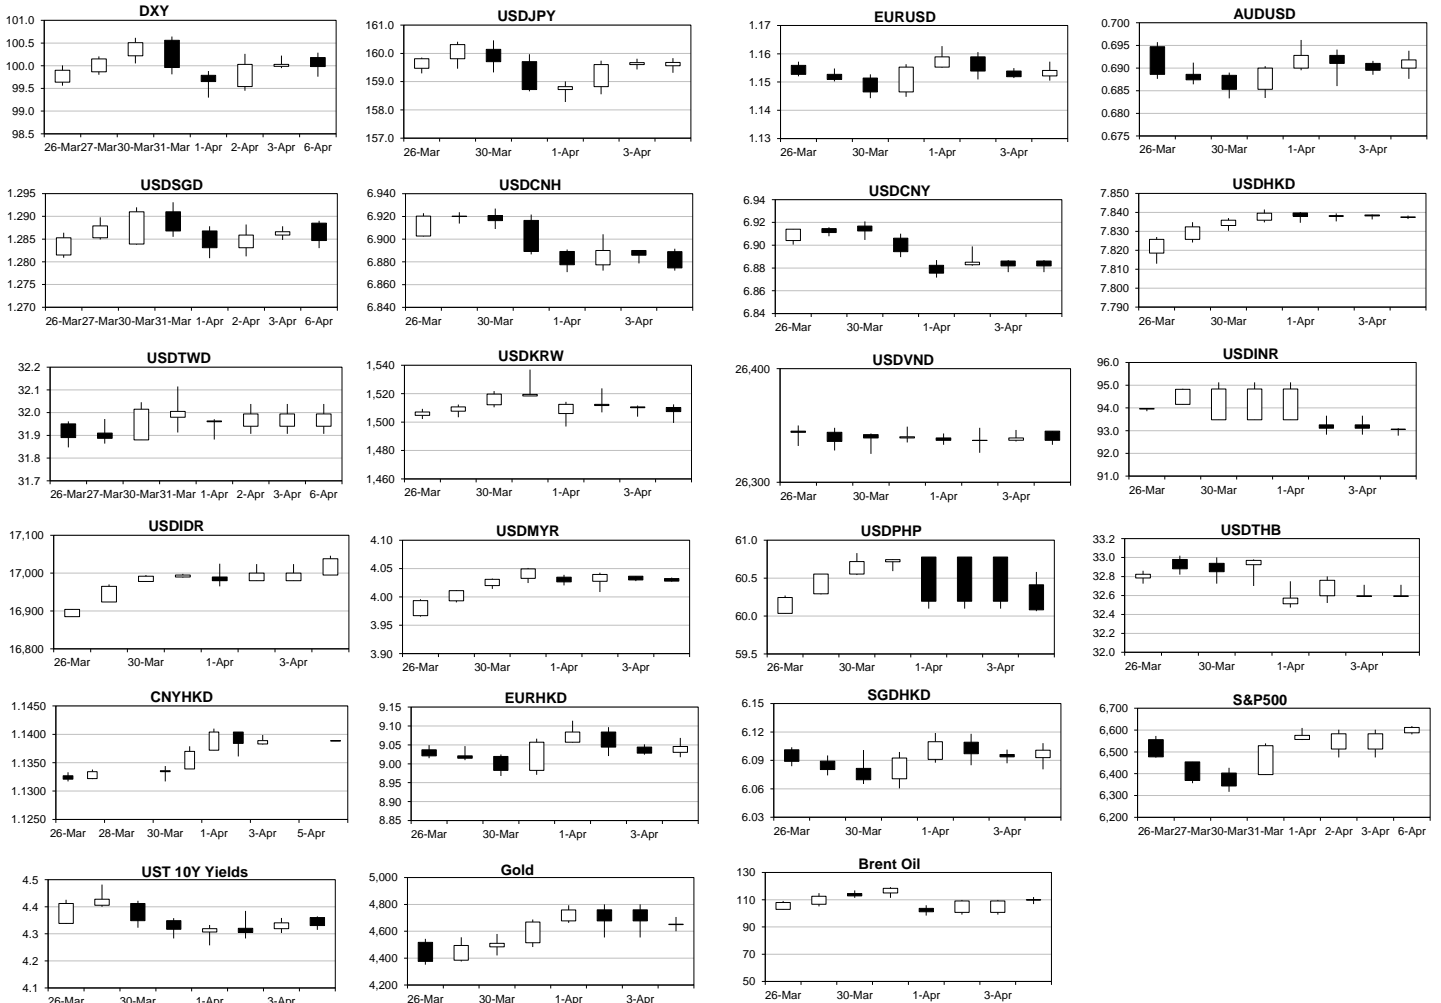 DXY
101.0
100.5
100.0
99.5
99.0
98.5
26-Mar 27-Mar 30-Mar 31-Mar 1-Apr 2-Apr 3-Apr 6-Apr
USDJPY
161.0
160.0
159.0
158.0
157.0
26-Mar 30-Mar 1-Apr 3-Apr
EURUSD
1.17
1.16
1.15
1.14
1.13
26-Mar 30-Mar 1-Apr 3-Apr
AUDUSD
0.700
0.695
0.690
0.685
0.680
0.675
26-Mar 30-Mar 1-Apr 3-Apr
USDSGD
1.295
1.290
1.285
1.280
1.275
1.270
26-Mar 27-Mar 30-Mar 31-Mar 1-Apr 2-Apr 3-Apr 6-Apr
USDCNH
6.940
6.920
6.900
6.880
6.860
6.840
26-Mar 30-Mar 1-Apr 3-Apr
USDCNY
6.94
6.92
6.90
6.88
6.86
6.84
26-Mar 30-Mar 1-Apr 3-Apr
USDHKD
7.850
7.840
7.830
7.820
7.810
7.800
7.790
26-Mar 30-Mar 1-Apr 3-Apr
USDTWD
32.2
32.1
32.0
31.9
31.8
31.7
26-Mar 27-Mar 30-Mar 31-Mar 1-Apr 2-Apr 3-Apr 6-Apr
USDKRW
1,540
1,520
1,500
1,480
1,460
26-Mar 30-Mar 1-Apr 3-Apr
USDVND
26,400
26,300
26-Mar 30-Mar 1-Apr 3-Apr
USDINR
96.0
95.0
94.0
93.0
92.0
91.0
26-Mar 30-Mar 1-Apr 3-Apr
USDIDR
17,100
17,000
16,900
16,800
26-Mar 30-Mar 1-Apr 3-Apr
USDMYR
4.10
4.05
4.00
3.95
3.90
26-Mar 30-Mar 1-Apr 3-Apr
USDPHP
61.0
60.5
60.0
59.5
26-Mar 30-Mar 1-Apr 3-Apr
USDTHB
33.2
33.0
32.8
32.6
32.4
32.2
32.0
26-Mar 30-Mar 1-Apr 3-Apr
CNYHKD
1.1450
1.1400
1.1350
1.1300
1.1250
26-Mar 28-Mar 30-Mar 1-Apr 3-Apr 5-Apr
EURHKD
9.15
9.10
9.05
9.00
8.95
8.90
8.85
26-Mar 30-Mar 1-Apr 3-Apr
SGDHKD
6.15
6.12
6.09
6.06
6.03
26-Mar 30-Mar 1-Apr 3-Apr
S&P500
6,700
6,600
6,500
6,400
6,300
6,200
26-Mar 27-Mar 30-Mar 31-Mar 1-Apr 2-Apr 3-Apr 6-Apr
UST 10Y Yields
4.5
4.4
4.3
4.2
4.1
26-Mar 30-Mar 1-Apr 3-Apr
Gold
5,000
4,800
4,600
4,400
4,200
26-Mar 30-Mar 1-Apr 3-Apr
Brent Oil
130
110
90
70
50
26-Mar 30-Mar 1-Apr 3-Apr